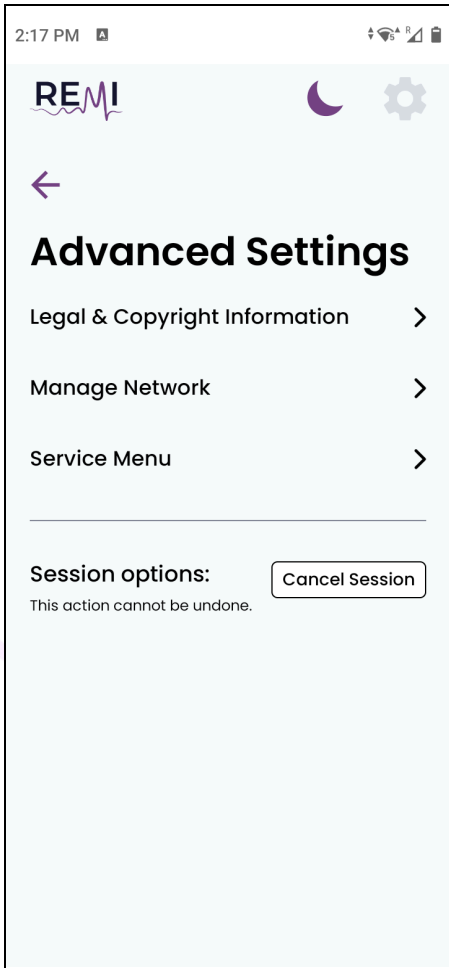 2:17 PM A
5 R
REMI
Advanced Settings
Legal & Copyright Information
Manage Network
Service Menu
Session options:
Cancel Session
This action cannot be undone.